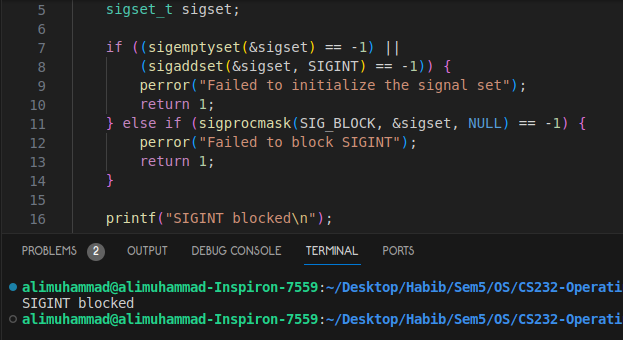 5 sigset_t sigset;
6
7 if ((sigemptyset(&sigset) == -1) ||
8 (sigaddset(&sigset, SIGINT) == -1)) {
9 perror("Failed to initialize the signal set");
10 return 1;
11 } else if (sigprocmask(SIG_BLOCK, &sigset, NULL) == -1) {
12 perror("Failed to block SIGINT");
13 return 1;
14 }
15
16 printf("SIGINT blocked\n");
PROBLEMS 2 OUTPUT DEBUG CONSOLE TERMINAL PORTS
alimuhammad@alimuhammad-Inspiron-7559:~/Desktop/Habib/Sem5/OS/CS232-Operati
SIGINT blocked
alimuhammad@alimuhammad-Inspiron-7559:~/Desktop/Habib/Sem5/OS/CS232-Operati